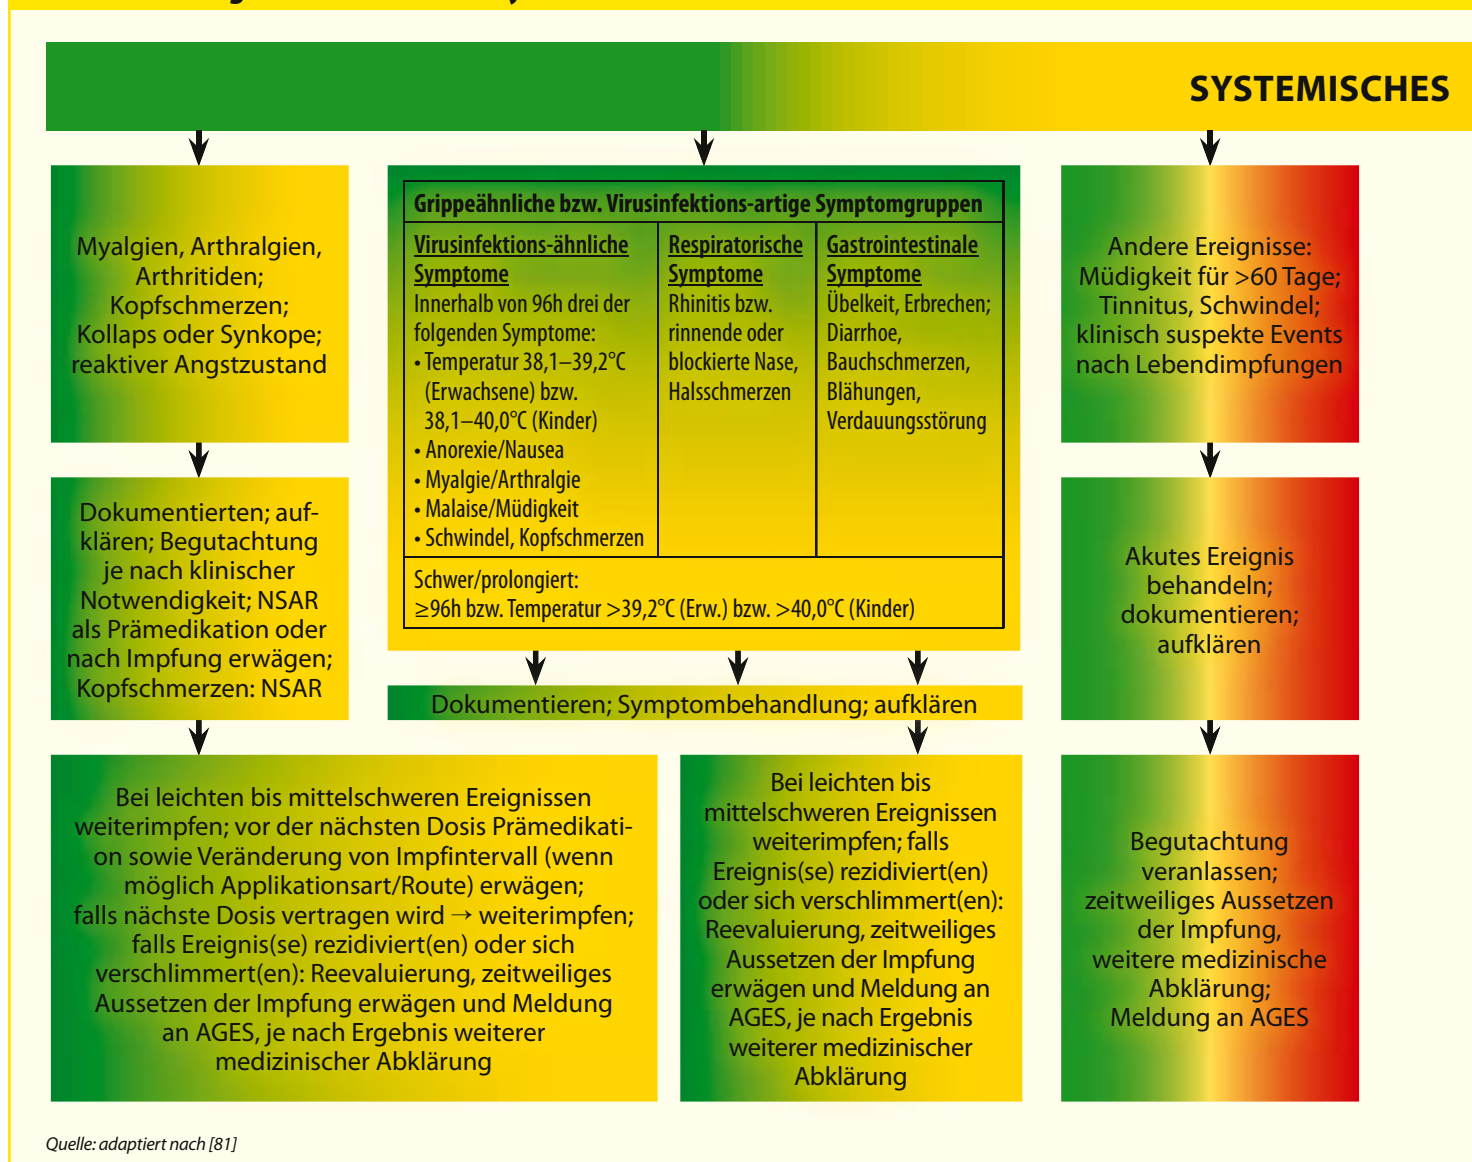 SYSTEMISCHES
Myalgien, Arthralgien,
Arthritiden;
Kopfschmerzen;
Kollaps oder Synkope;
reaktiver Angstzustand
Grippeähnliche bzw. Virusinfektions-artige Symptomgruppen
Virusinfektions-ähnliche
Symptome
Innerhalb von 96h drei der
folgenden Symptome:
• Temperatur 38,1–39,2°C
(Erwachsene) bzw.
38,1–40,0°C (Kinder)
• Anorexie/Nausea
• Myalgie/Arthralgie
• Malaise/Müdigkeit
• Schwindel, Kopfschmerzen
Respiratorische
Symptome
Rhinitis bzw.
rinnende oder
blockierte Nase,
Halsschmerzen
Gastrointestinale
Symptome
Übelkeit, Erbrechen;
Diarrhoe,
Bauchschmerzen,
Blähungen,
Verdauungsstörung
Schwer/prolongiert:
≥96h bzw. Temperatur >39,2°C (Erw.) bzw. >40,0°C (Kinder)
Andere Ereignisse:
Müdigkeit für >60 Tage;
Tinnitus, Schwindel;
klinisch suspekte Events
nach Lebendimpfungen
Dokumentierten; auf-
klären; Begutachtung
je nach klinischer
Notwendigkeit; NSAR
als Prämedikation oder
nach Impfung erwägen;
Kopfschmerzen: NSAR
Dokumentieren; Symptombehandlung; aufklären
Akutes Ereignis
behandeln;
dokumentieren;
aufklären
Bei leichten bis mittelschweren Ereignissen
weiterimpfen; vor der nächsten Dosis Prämedikati-
on sowie Veränderung von Impfintervall (wenn
möglich Applikationsart/Route) erwägen;
falls nächste Dosis vertragen wird → weiterimpfen;
falls Ereignis(se) rezidiviert(en) oder sich
verschlimmert(en): Reevaluierung, zeitweiliges
Aussetzen der Impfung erwägen und Meldung
an AGES, je nach Ergebnis weiterer
medizinischer Abklärung
Bei leichten bis
mittelschweren Ereignissen
weiterimpfen; falls
Ereignis(se) rezidiviert(en)
oder sich verschlimmert(en):
Reevaluierung, zeitweiliges
Aussetzen der Impfung
erwägen und Meldung an
AGES, je nach Ergebnis
weiterer medizinischer
Abklärung
Begutachtung
veranlassen;
zeitweiliges Aussetzen
der Impfung,
weitere medizinische
Abklärung;
Meldung an AGES
Quelle: adaptiert nach [81]